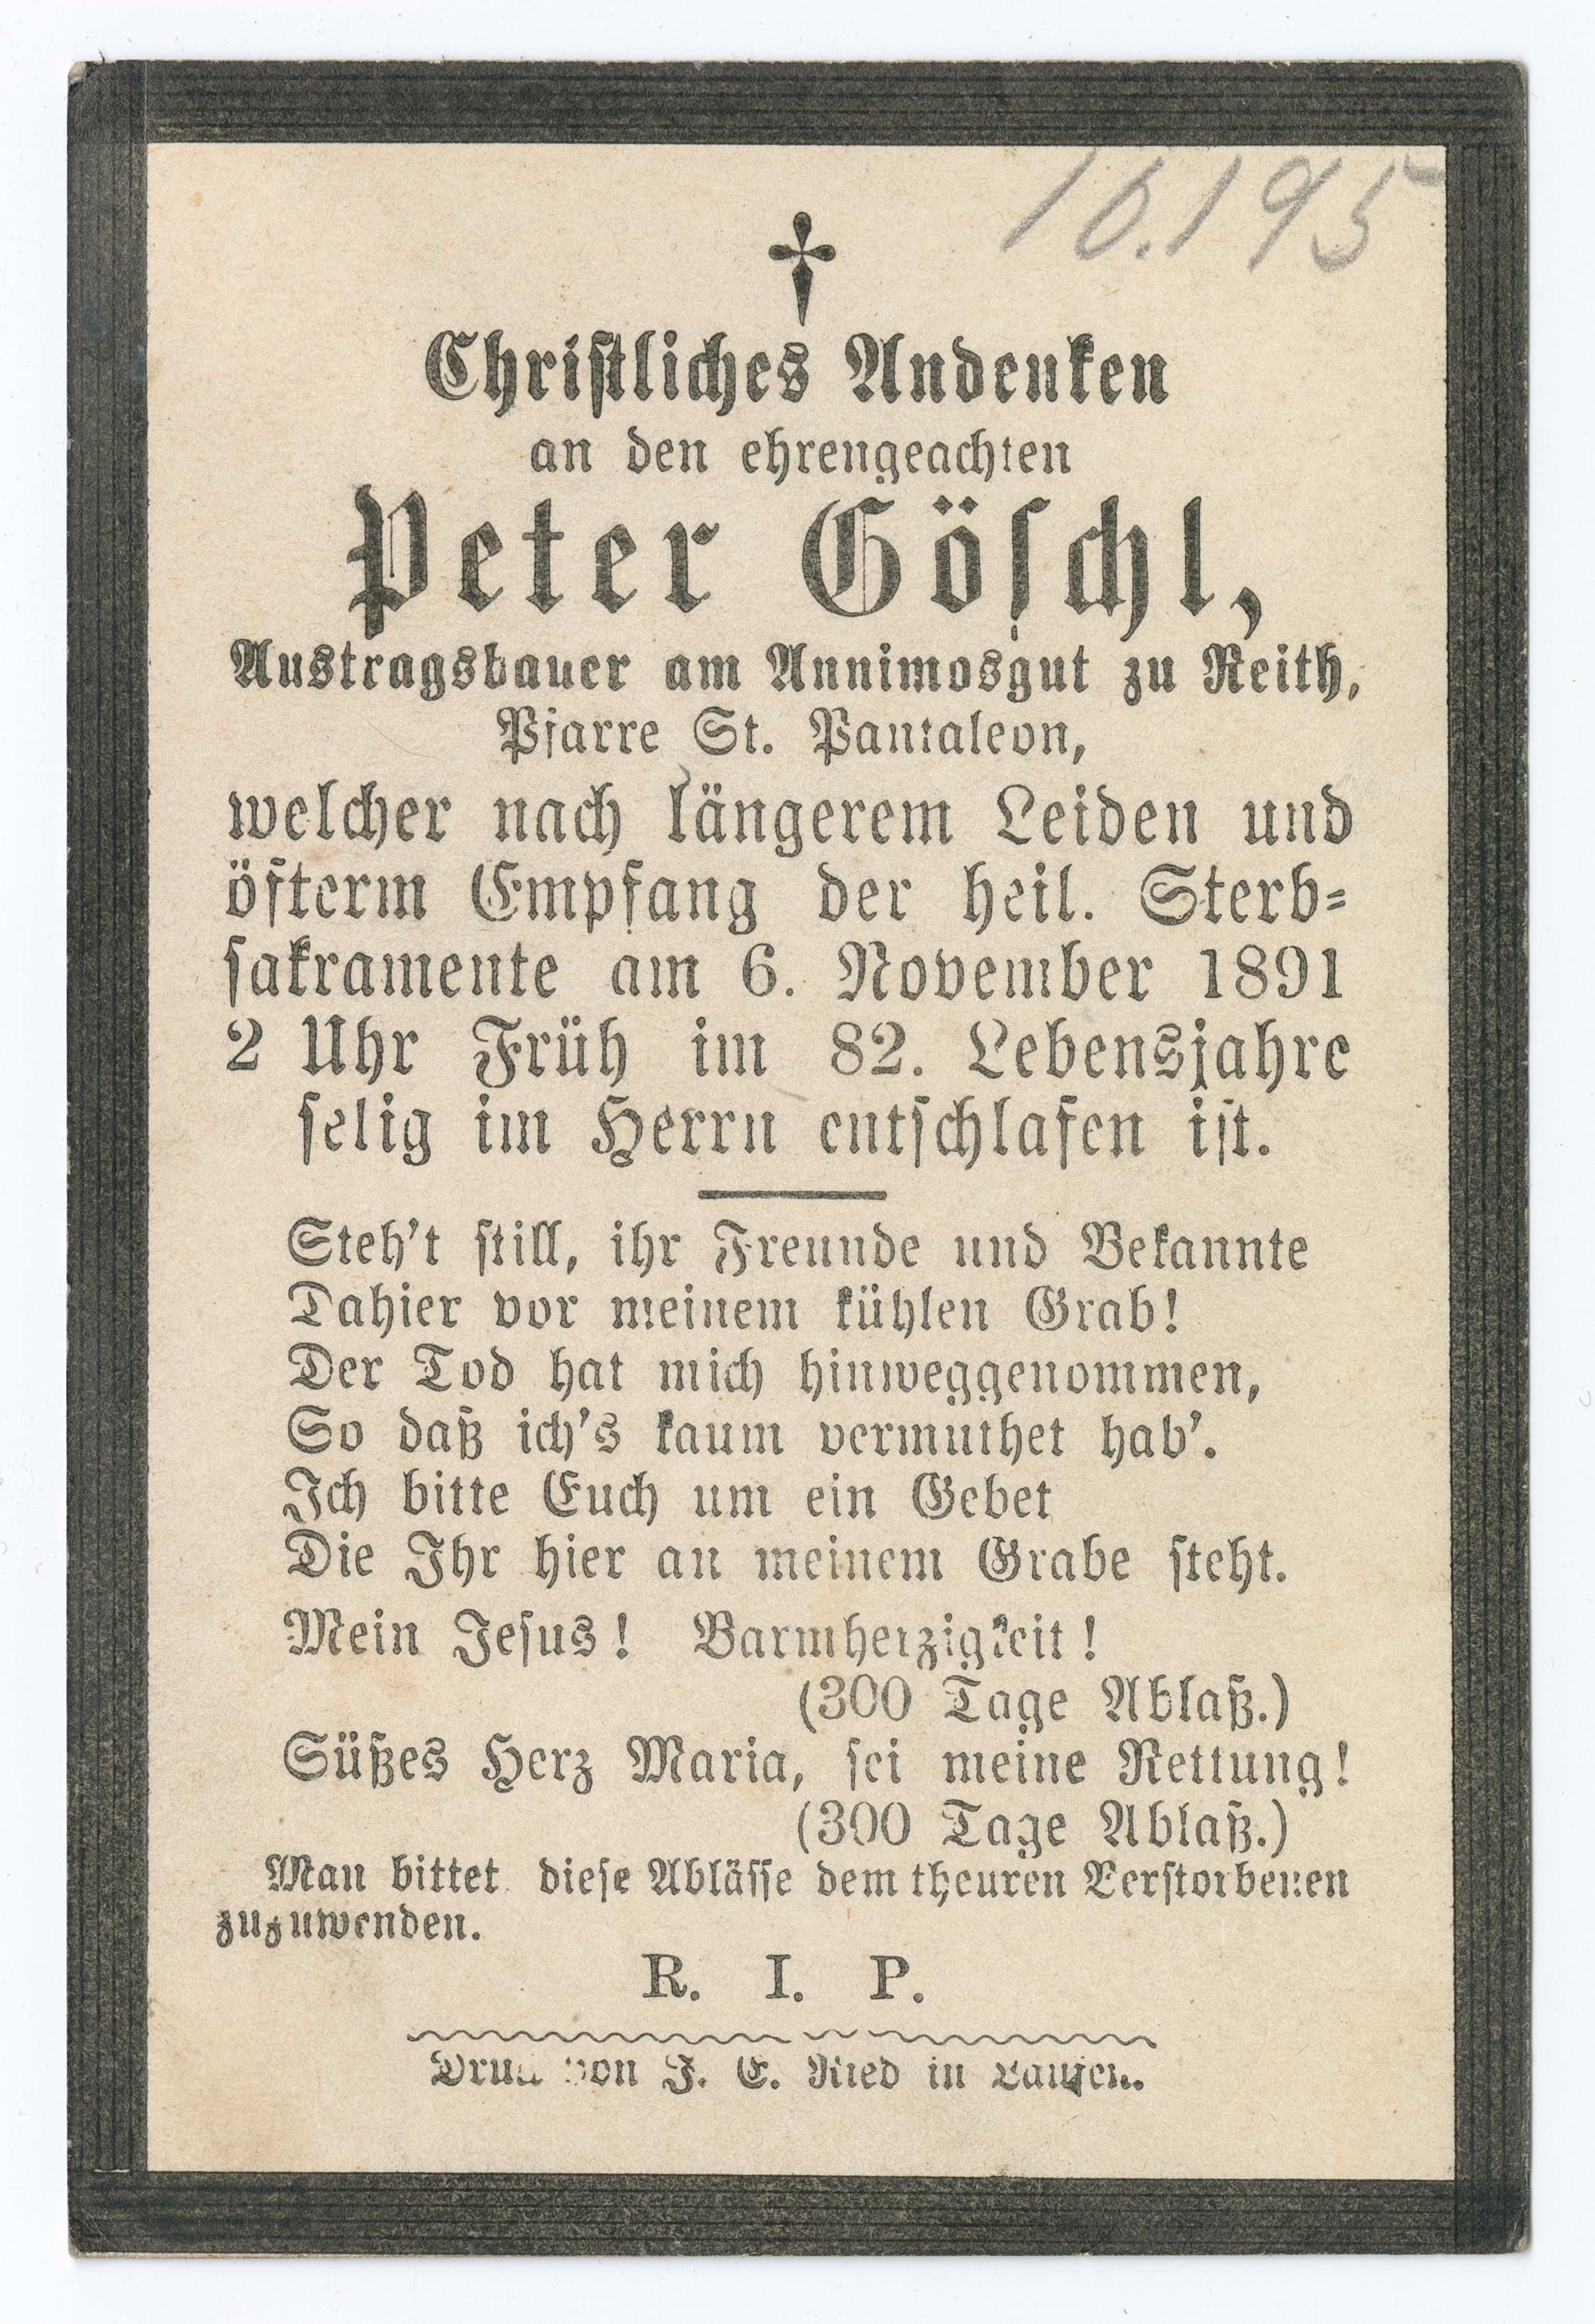 10.195
Christliches Andenken
an den ehrengeachten
Peter Göschl,
Austragsbauer am Annimosgut zu Reith,
Pfarre St. Pantaleon,
welcher nach längerem Leiden und
öfterm Empfang der heil. Sterb-
sakramente am 6. November 1891
2 Uhr Früh im 82. Lebensjahre
selig im Herrn entschlafen ist.
Steh't still, ihr Freunde und Bekannte
Dahier vor meinem kühlen Grab!
Der Tod hat mich hinweggenommen,
So daß ich's kaum vermuthet hab'.
Ich bitte Euch um ein Gebet
Die Ihr hier an meinem Grabe steht.
Mein Jesus! Barmherzigkeit!
(300 Tage Ablaß.)
Süßes Herz Maria, sei meine Rettung!
(300 Tage Ablaß.)
Man bittet diese Ablässe dem theuren Verstorbenen
zuzuwenden.
R. I. P.
Druck von J. E. Ried in Laufen.